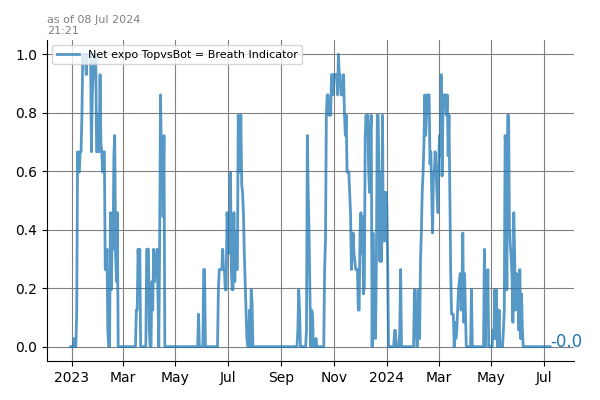 as of 08 Jul 2024
21:21
Net expo TopvsBot = Breath Indicator
1.0
0.8
0.6
0.4
0.2
0.0
-0.0
2023 Mar May Jul Sep Nov 2024 Mar May Jul